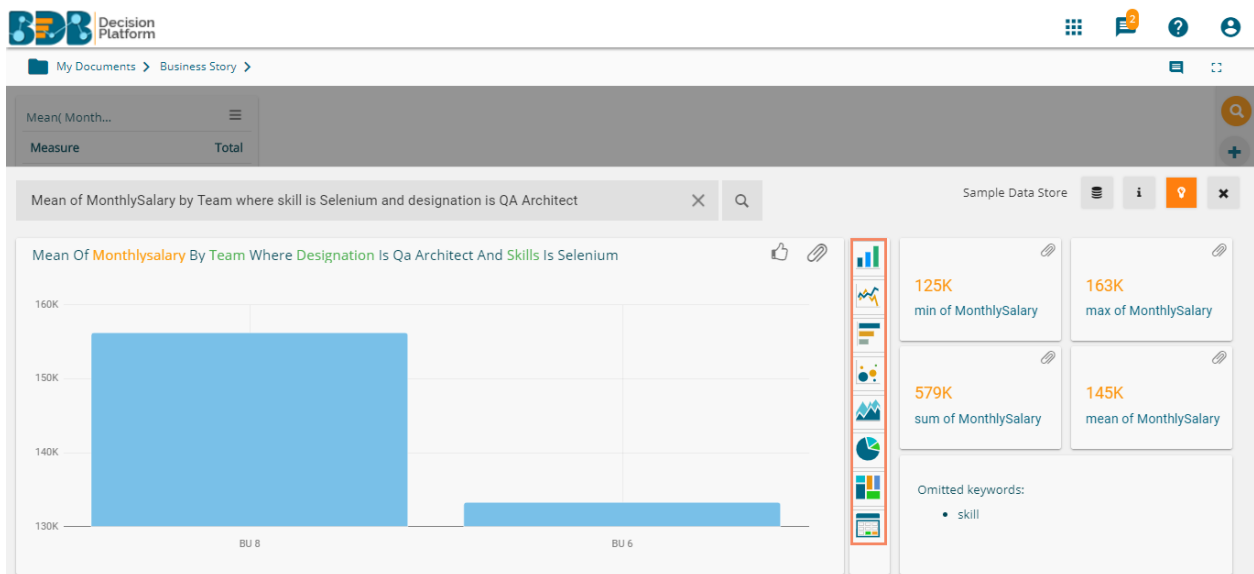 BDB Decision
Platform
2
My Documents > Business Story >
Mean( Month...
Measure Total
Mean of MonthlySalary by Team where skill is Selenium and designation is QA Architect
Sample Data Store
i
Mean Of Monthlysalary By Team Where Designation Is Qa Architect And Skills Is Selenium
160K
150K
140K
130K
BU 8
BU 6
125K
min of MonthlySalary
163K
max of MonthlySalary
579K
sum of MonthlySalary
145K
mean of MonthlySalary
Omitted keywords:
• skill